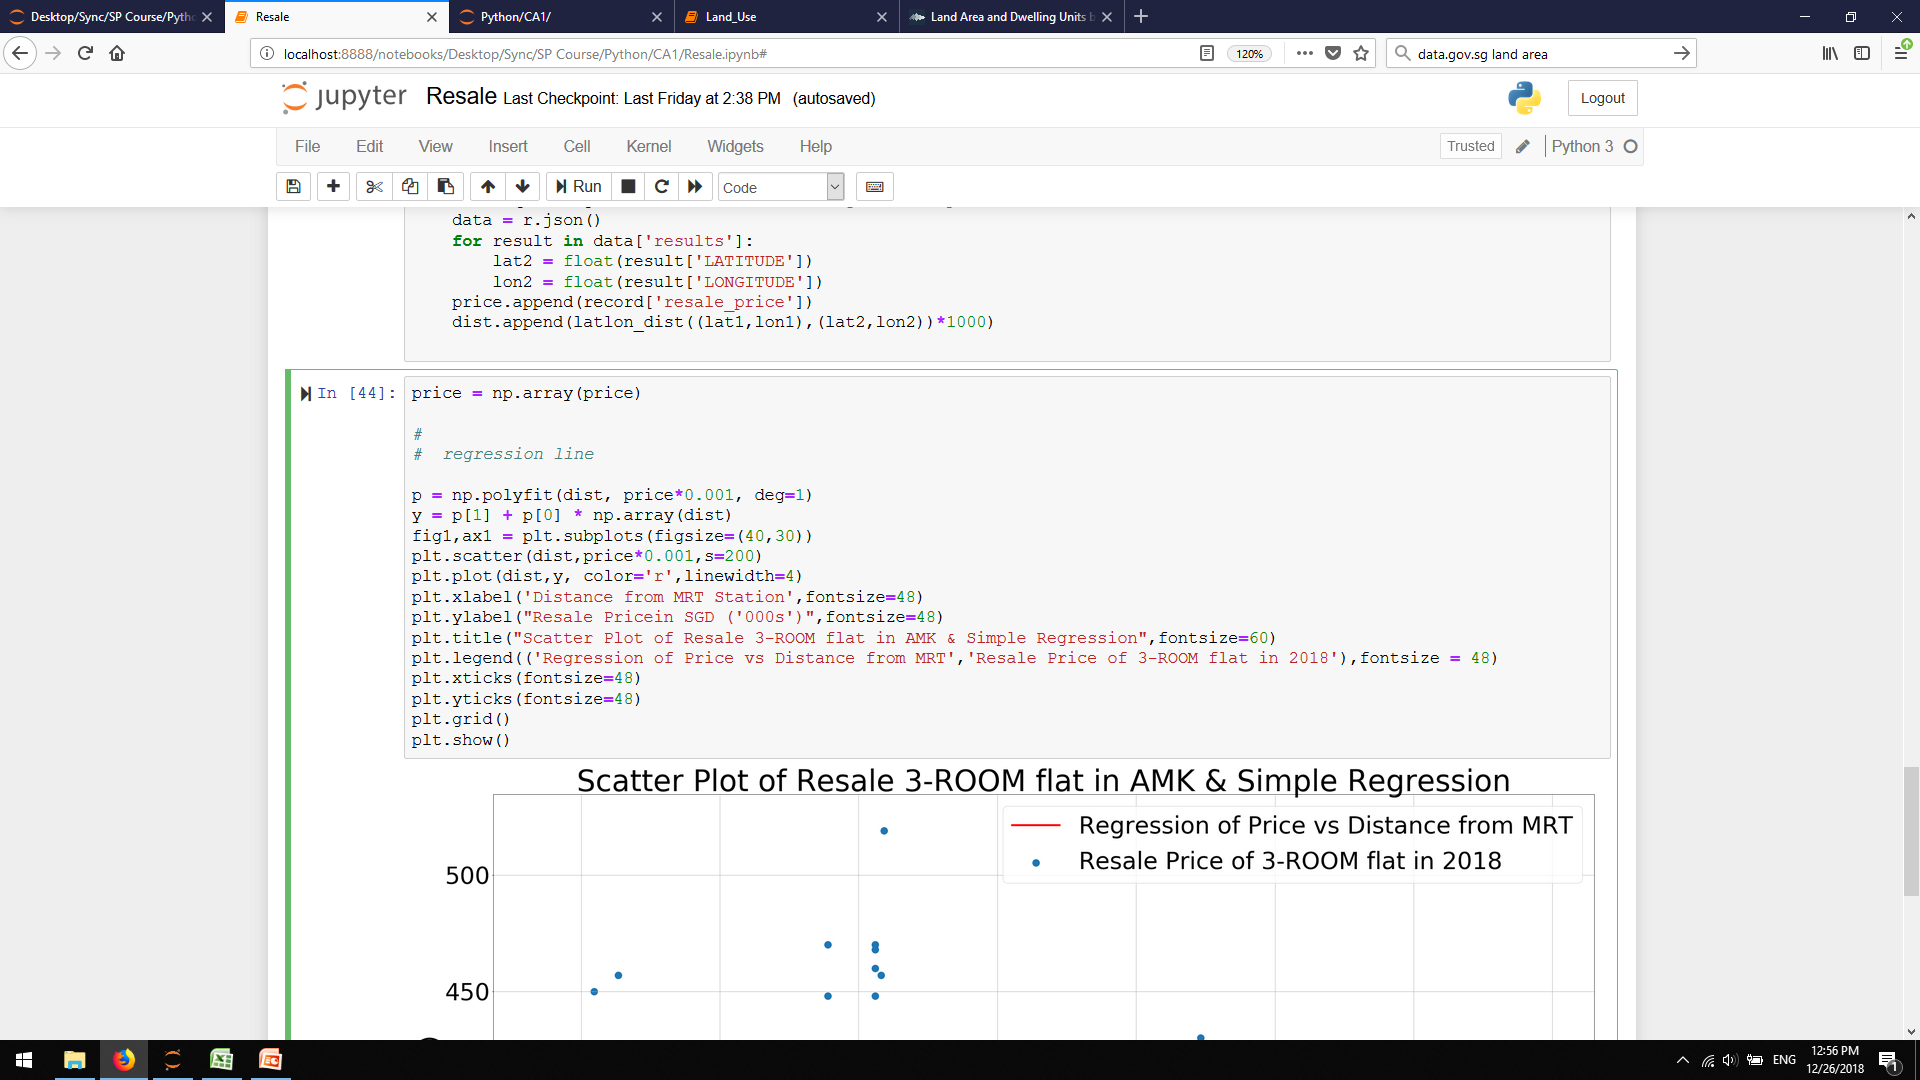 Desktop/Sync/SP Course/Pyth
Resale
Python/CA1/
Land_Use
Land Area and Dwelling Units b
localhost:8888/notebooks/Desktop/Sync/SP Course/Python/CA1/Resale.ipynb#
120%
data.gov.sg land area
jupyter Resale Last Checkpoint: Last Friday at 2:38 PM (autosaved)
Logout
File Edit View Insert Cell Kernel Widgets Help
Trusted
Python 3
Run
Code
data = r.json()
for result in data['results']:
lat2 = float(result['LATITUDE'])
lon2 = float(result['LONGITUDE'])
price.append(record['resale_price'])
dist.append(latlon_dist((lat1,lon1),(lat2,lon2))*1000)
In [44]: price = np.array(price)
#
# regression line
p = np.polyfit(dist, price*0.001, deg=1)
y = p[1] + p[0] * np.array(dist)
fig1,ax1 = plt.subplots(figsize=(40,30))
plt.scatter(dist,price*0.001,s=200)
plt.plot(dist,y, color='r',linewidth=4)
plt.xlabel('Distance from MRT Station',fontsize=48)
plt.ylabel("Resale Pricein SGD ('000s')",fontsize=48)
plt.title("Scatter Plot of Resale 3-ROOM flat in AMK & Simple Regression",fontsize=60)
plt.legend(('Regression of Price vs Distance from MRT','Resale Price of 3-ROOM flat in 2018'),fontsize = 48)
plt.xticks(fontsize=48)
plt.yticks(fontsize=48)
plt.grid()
plt.show()
Scatter Plot of Resale 3-ROOM flat in AMK & Simple Regression
Regression of Price vs Distance from MRT
Resale Price of 3-ROOM flat in 2018
500
450
ENG
12:56 PM
12/26/2018
1